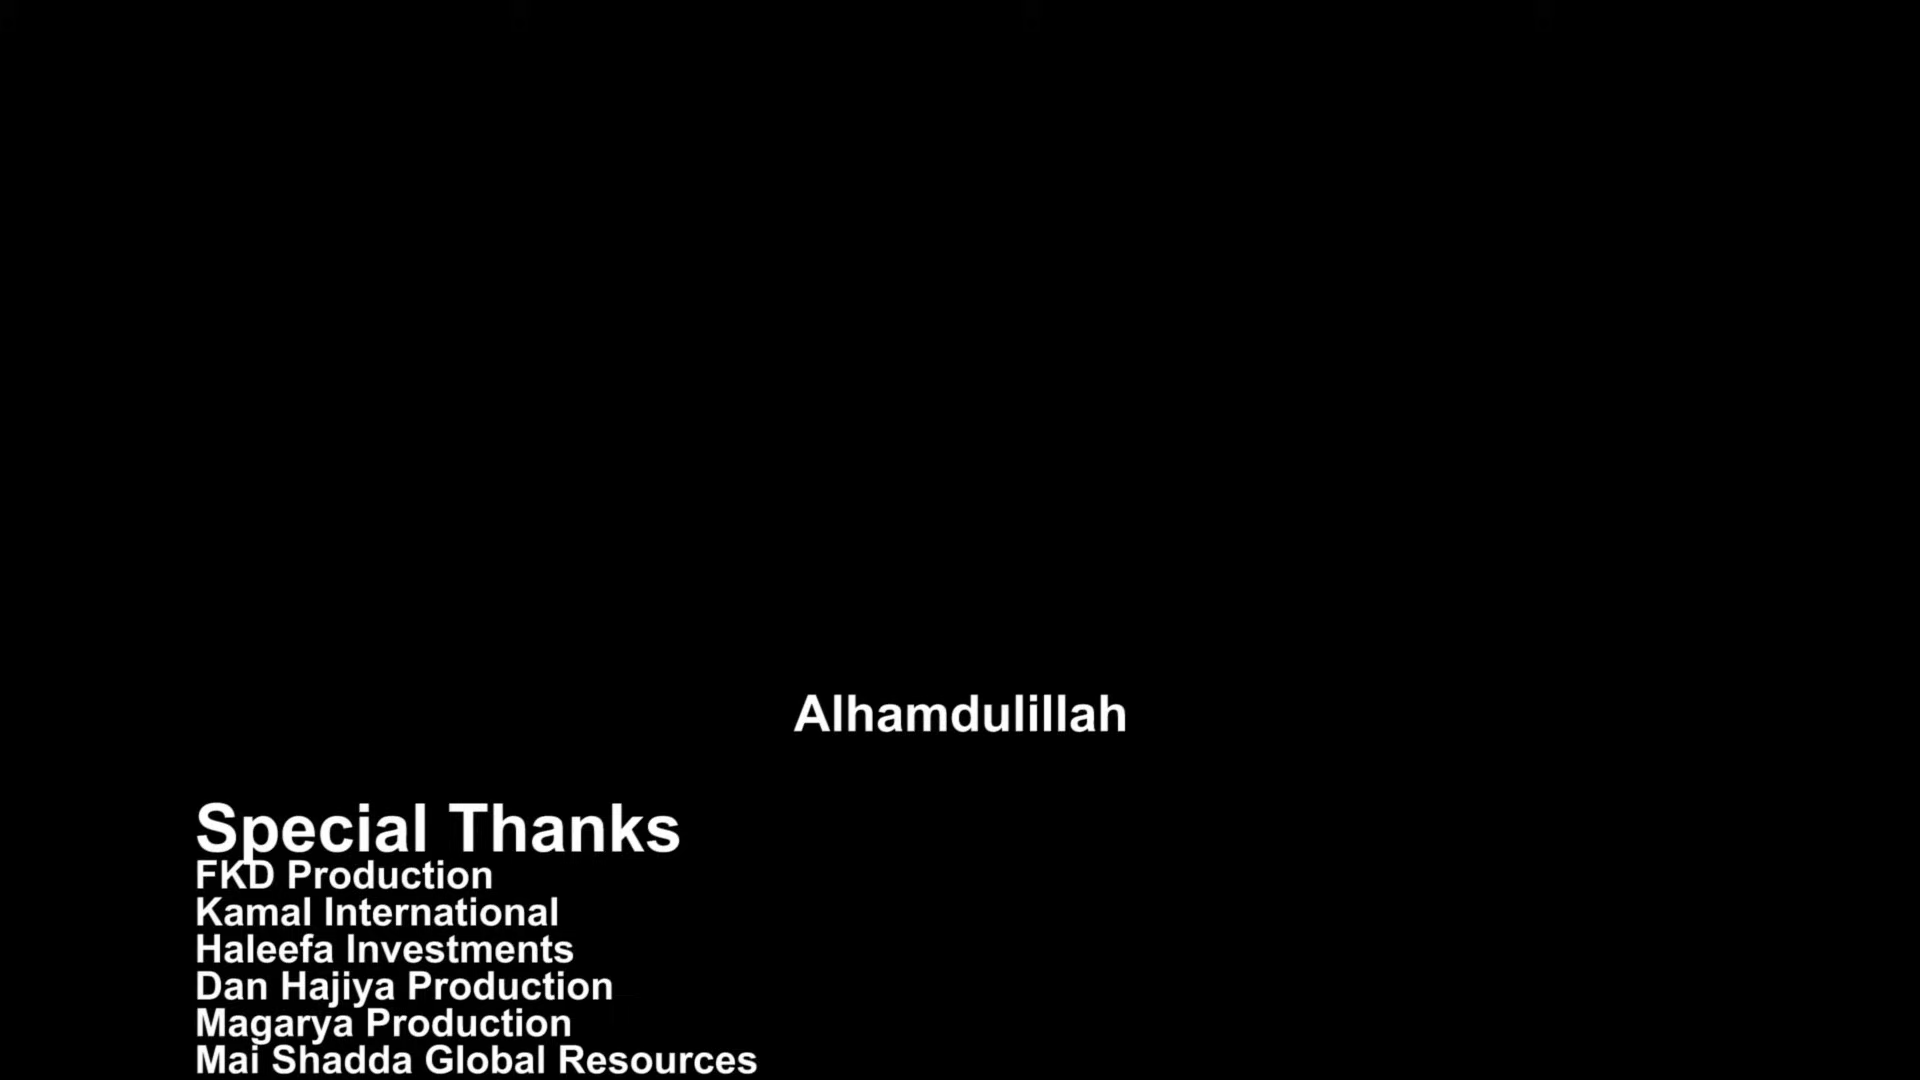 Alhamdulillah
Special Thanks
FKD Production
Kamal International
Haleefa Investments
Dan Hajiya Production
Magarya Production
Mai Shadda Global Resources